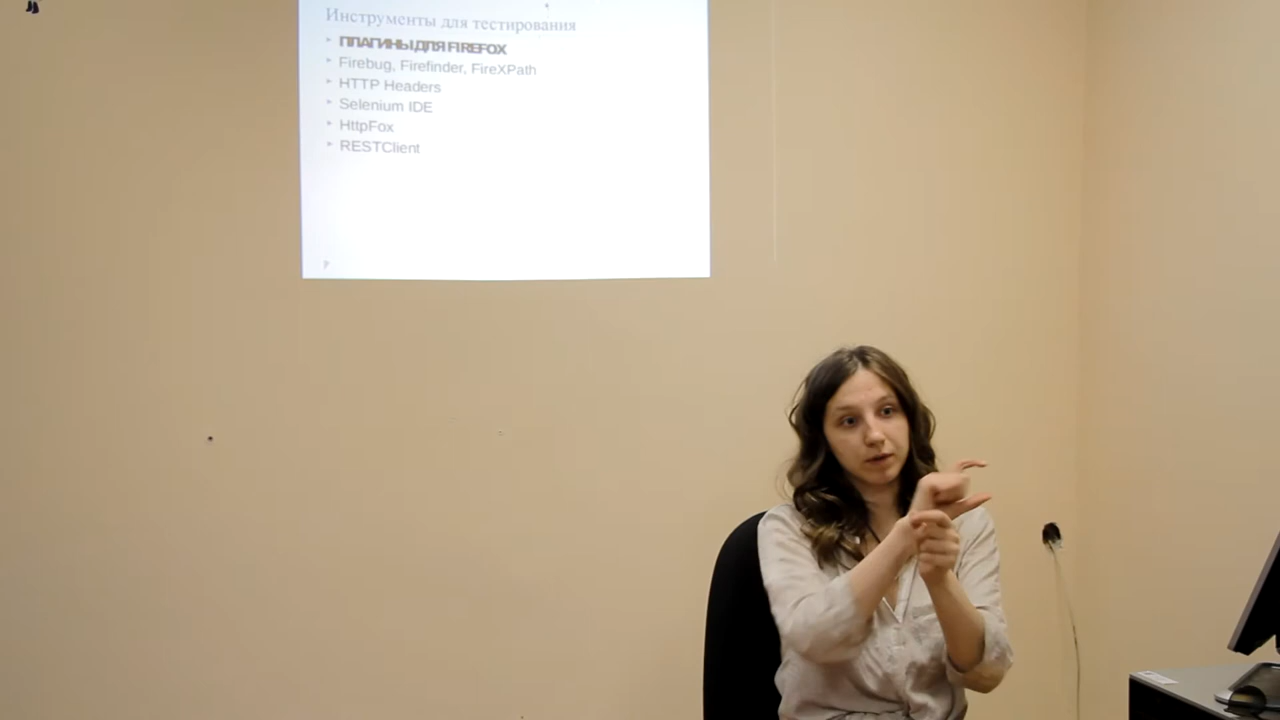 Инструменты для тестирования
ПЛАГИНЫ ДЛЯ FIREFOX
Firebug, Firefinder, FireXPath
HTTP Headers
Selenium IDE
HttpFox
RESTClient